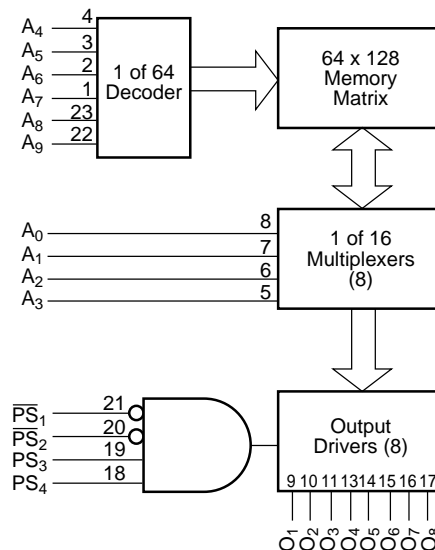 A4 4
A5 3
A6 2
A7 1
A8 23
A9 22
1 of 64
Decoder
64 x 128
Memory
Matrix
A0 8
A1 7
A2 6
A3 5
1 of 16
Multiplexers
(8)
P̅S̅1 21
P̅S̅2 20
PS3 19
PS4 18
Output
Drivers (8)
9 10 11 13 14 15 16 17
O1 O2 O3 O4 O5 O6 O7 O8